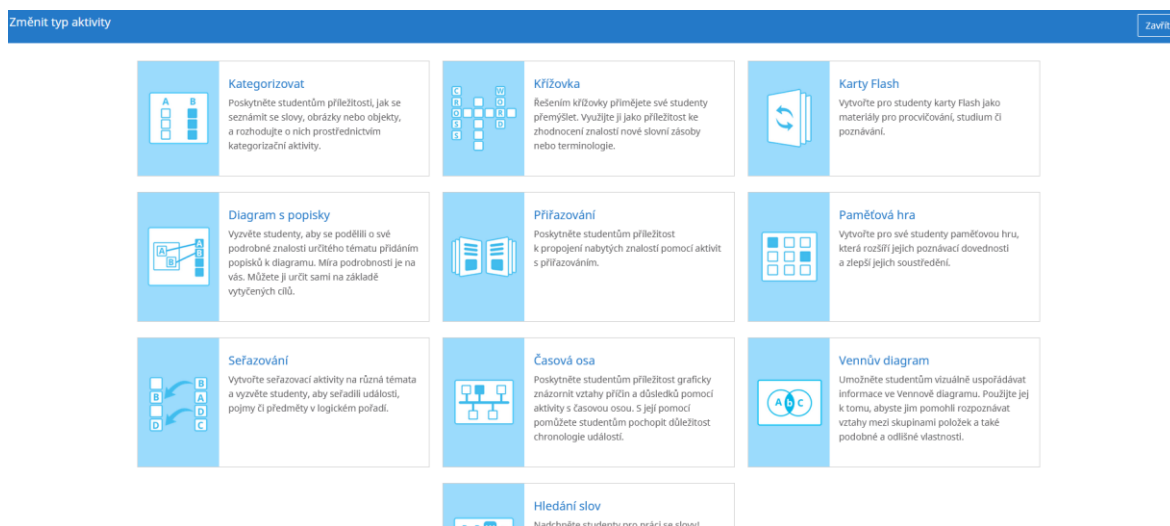 Změnit typ aktivity
Zavřít
Kategorizovat
Poskytněte studentům příležitosti, jak se
seznámit se slovy, obrázky nebo objekty,
a rozhodujte o nich prostřednictvím
kategorizační aktivity.
Křížovka
Řešením křížovky přimějete své studenty
přemýšlet. Využijte ji jako příležitost ke
zhodnocení znalostí nové slovní zásoby
nebo terminologie.
Karty Flash
Vytvořte pro studenty karty Flash jako
materiály pro procvičování, studium či
poznávání.
Diagram s popisky
Vyzvěte studenty, aby se podělili o své
podrobné znalosti určitého tématu přidáním
popisků k diagramu. Míra podrobnosti je na
vás. Můžete ji určit sami na základě
vytyčených cílů.
Přiřazování
Poskytněte studentům příležitost
k propojení nabytých znalostí pomocí aktivit
s přiřazováním.
Paměťová hra
Vytvořte pro své studenty paměťovou hru,
která rozšíří jejich poznávací dovednosti
a zlepší jejich soustředění.
Seřazování
Vytvořte seřazovací aktivity na různá témata
a vyzvěte studenty, aby seřadili události,
pojmy či předměty v logickém pořadí.
Časová osa
Poskytněte studentům příležitost graficky
znázornit vztahy příčin a důsledků pomocí
aktivity s časovou osou. S její pomocí
pomůžete studentům pochopit důležitost
chronologie událostí.
Vennův diagram
Umožněte studentům vizuálně uspořádávat
informace ve Vennově diagramu. Použijte jej
k tomu, abyste jim pomohli rozpoznávat
vztahy mezi skupinami položek a také
podobné a odlišné vlastnosti.
Hledání slov
Nadchněte studenty pro práci se slovy!
A B
C R O S S
W O R D
A B
A B
B D
B A D C
A b C